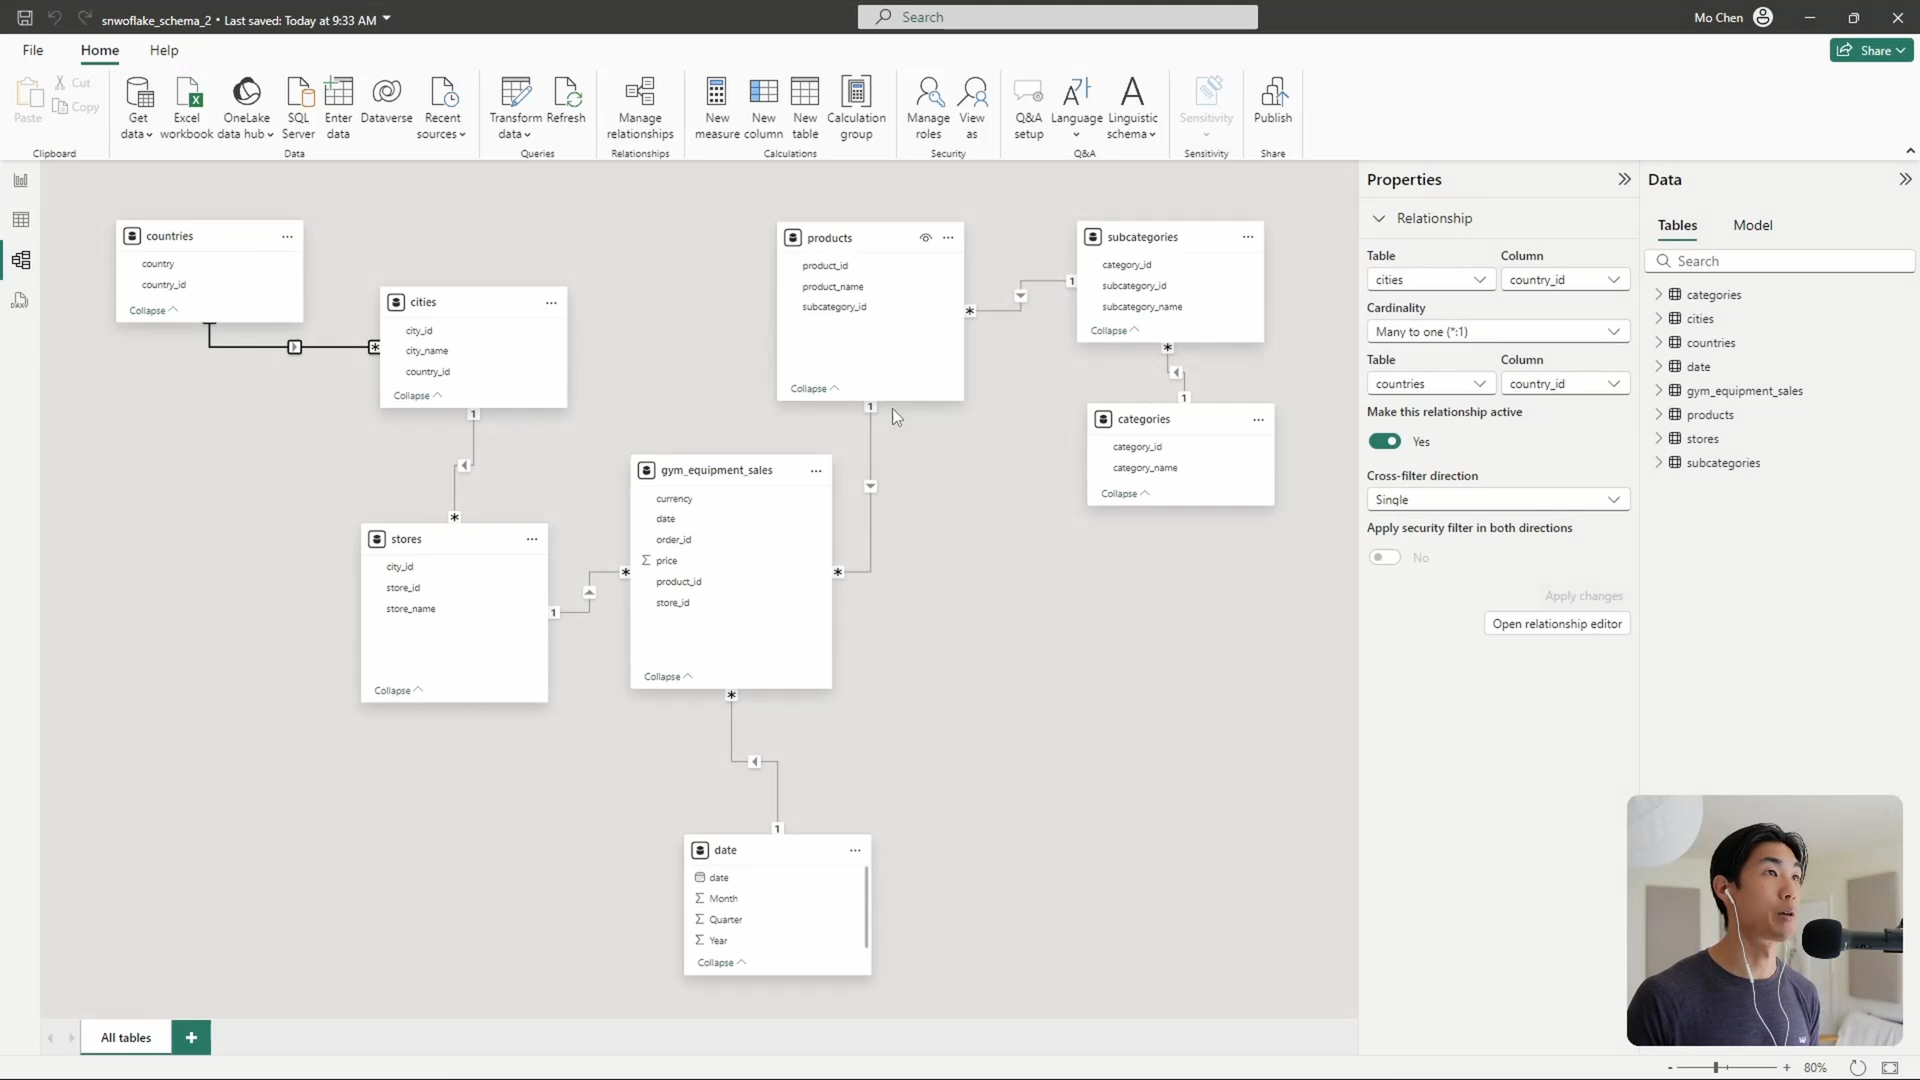 snwoflake_schema_2 • Last saved: Today at 9:33 AM
Search
Mo Chen
File
Home
Help
Share
Paste
Cut
Copy
Clipboard
Get data
Excel workbook
OneLake data hub
SQL Server
Enter data
Dataverse
Recent sources
Data
Transform data
Refresh
Queries
Manage relationships
Relationships
New measure
New column
New table
Calculation group
Calculations
Manage roles
View as
Security
Q&A setup
Language
Linguistic schema
Q&A
Sensitivity
Sensitivity
Publish
Share
countries
country
country_id
Collapse
*
cities
city_id
city_name
country_id
Collapse
1
*
stores
city_id
store_id
store_name
Collapse
1
*
gym_equipment_sales
currency
date
order_id
Σ price
product_id
store_id
Collapse
*
*
1
products
product_id
product_name
subcategory_id
Collapse
1
*
1
subcategories
category_id
subcategory_id
subcategory_name
Collapse
*
1
categories
category_id
category_name
Collapse
date
date
Σ Month
Σ Quarter
Σ Year
Collapse
Properties
Relationship
Table
Column
cities
country_id
Cardinality
Many to one (*:1)
Table
Column
countries
country_id
Make this relationship active
Yes
Cross-filter direction
Single
Apply security filter in both directions
No
Apply changes
Open relationship editor
Data
Tables
Model
Search
categories
cities
countries
date
gym_equipment_sales
products
stores
subcategories
All tables
+
- + 80%